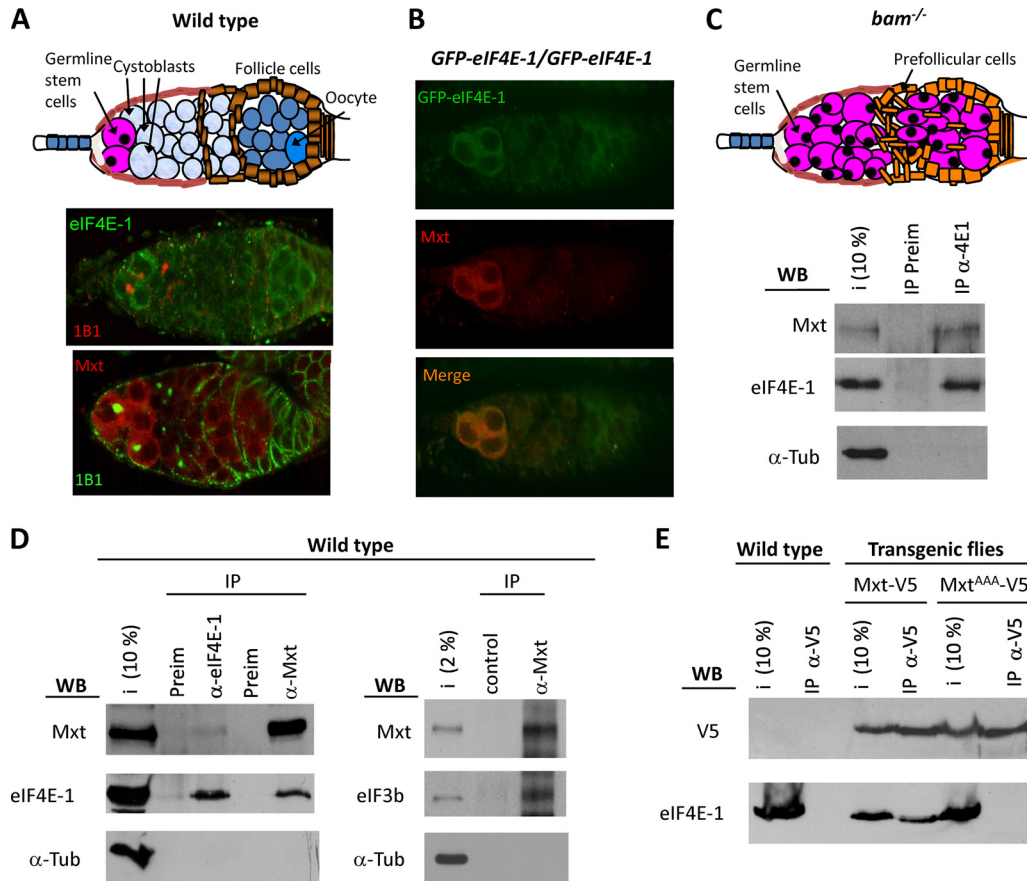 A
Wild type
Germline
stem
cells
Cystoblasts
Follicle cells
Oocyte
eIF4E-1
1B1
Mxt
1B1
B
GFP-eIF4E-1/GFP-eIF4E-1
GFP-eIF4E-1
Mxt
Merge
C
bam-/-
Germline
stem
cells
Prefollicular cells
WB
i (10 %)
IP Preim
IP α-4E1
Mxt
eIF4E-1
α-Tub
D
Wild type
IP
WB
i (10 %)
Preim
α-eIF4E-1
Preim
α-Mxt
Mxt
eIF4E-1
α-Tub
IP
WB
i (2 %)
control
α-Mxt
Mxt
eIF3b
α-Tub
E
Wild type
Transgenic flies
Mxt-V5
MxtAAA-V5
WB
i (10 %)
IP α-V5
i (10 %)
IP α-V5
i (10 %)
IP α-V5
V5
eIF4E-1